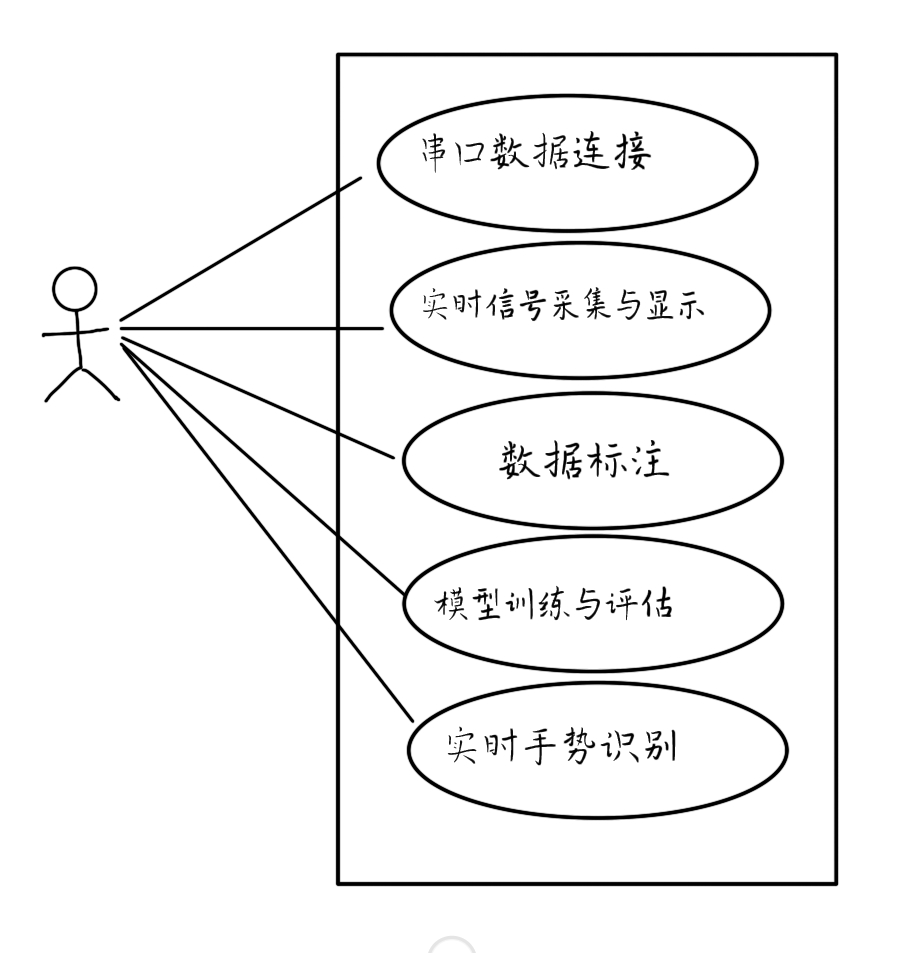 串口数据连接
实时信号采集与显示
数据标注
模型训练与评估
实时手势识别